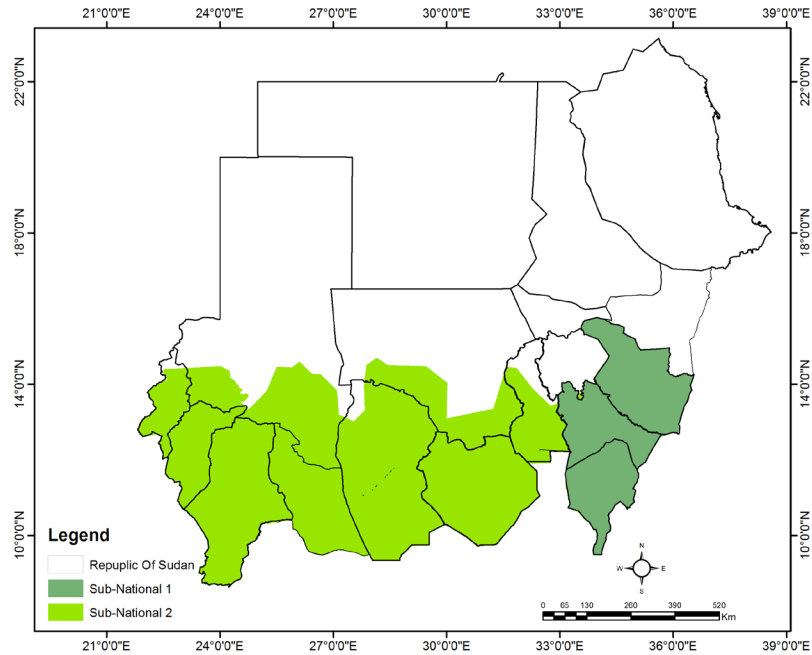 21°0'0"E 24°0'0"E 27°0'0"E 30°0'0"E 33°0'0"E 36°0'0"E 39°0'0"E
22°0'0"N 22°0'0"N
18°0'0"N 18°0'0"N
14°0'0"N 14°0'0"N
10°0'0"N 10°0'0"N
Legend
Repuplic Of Sudan
Sub-National 1
Sub-National 2
N
W E
S
0 65 130 260 390 520
Km
21°0'0"E 24°0'0"E 27°0'0"E 30°0'0"E 33°0'0"E 36°0'0"E 39°0'0"E